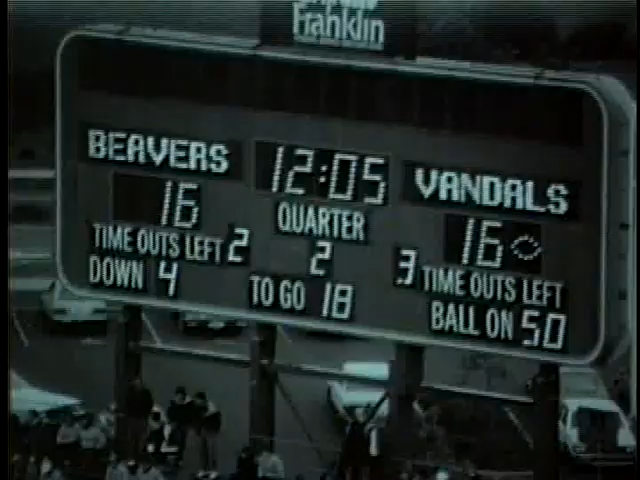 Franklin
BEAVERS 12:05 VANDALS
16 QUARTER 16
TIME OUTS LEFT 2 2 3 TIME OUTS LEFT
DOWN 4 TO GO 18 BALL ON 50